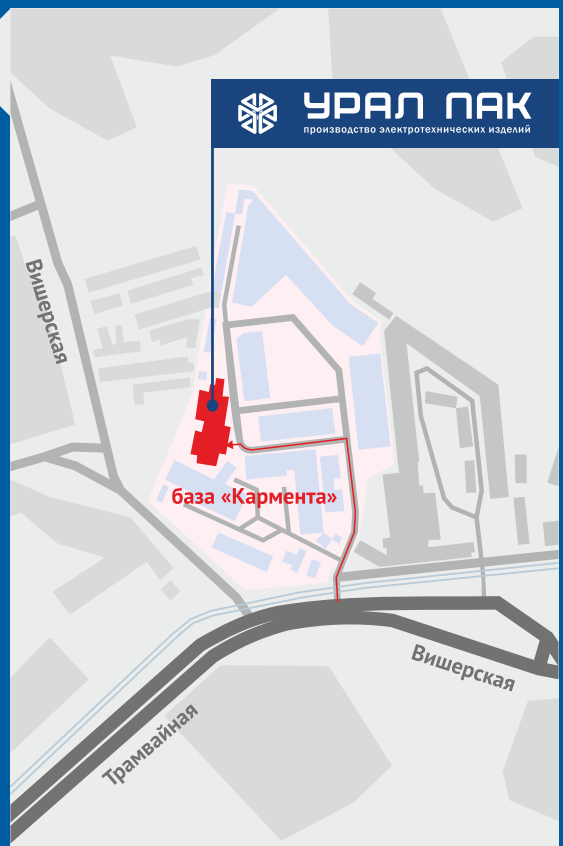 УРАЛ ПАК
производство электротехнических изделий
Вишерская
база «Кармента»
Вишерская
Трамвайная